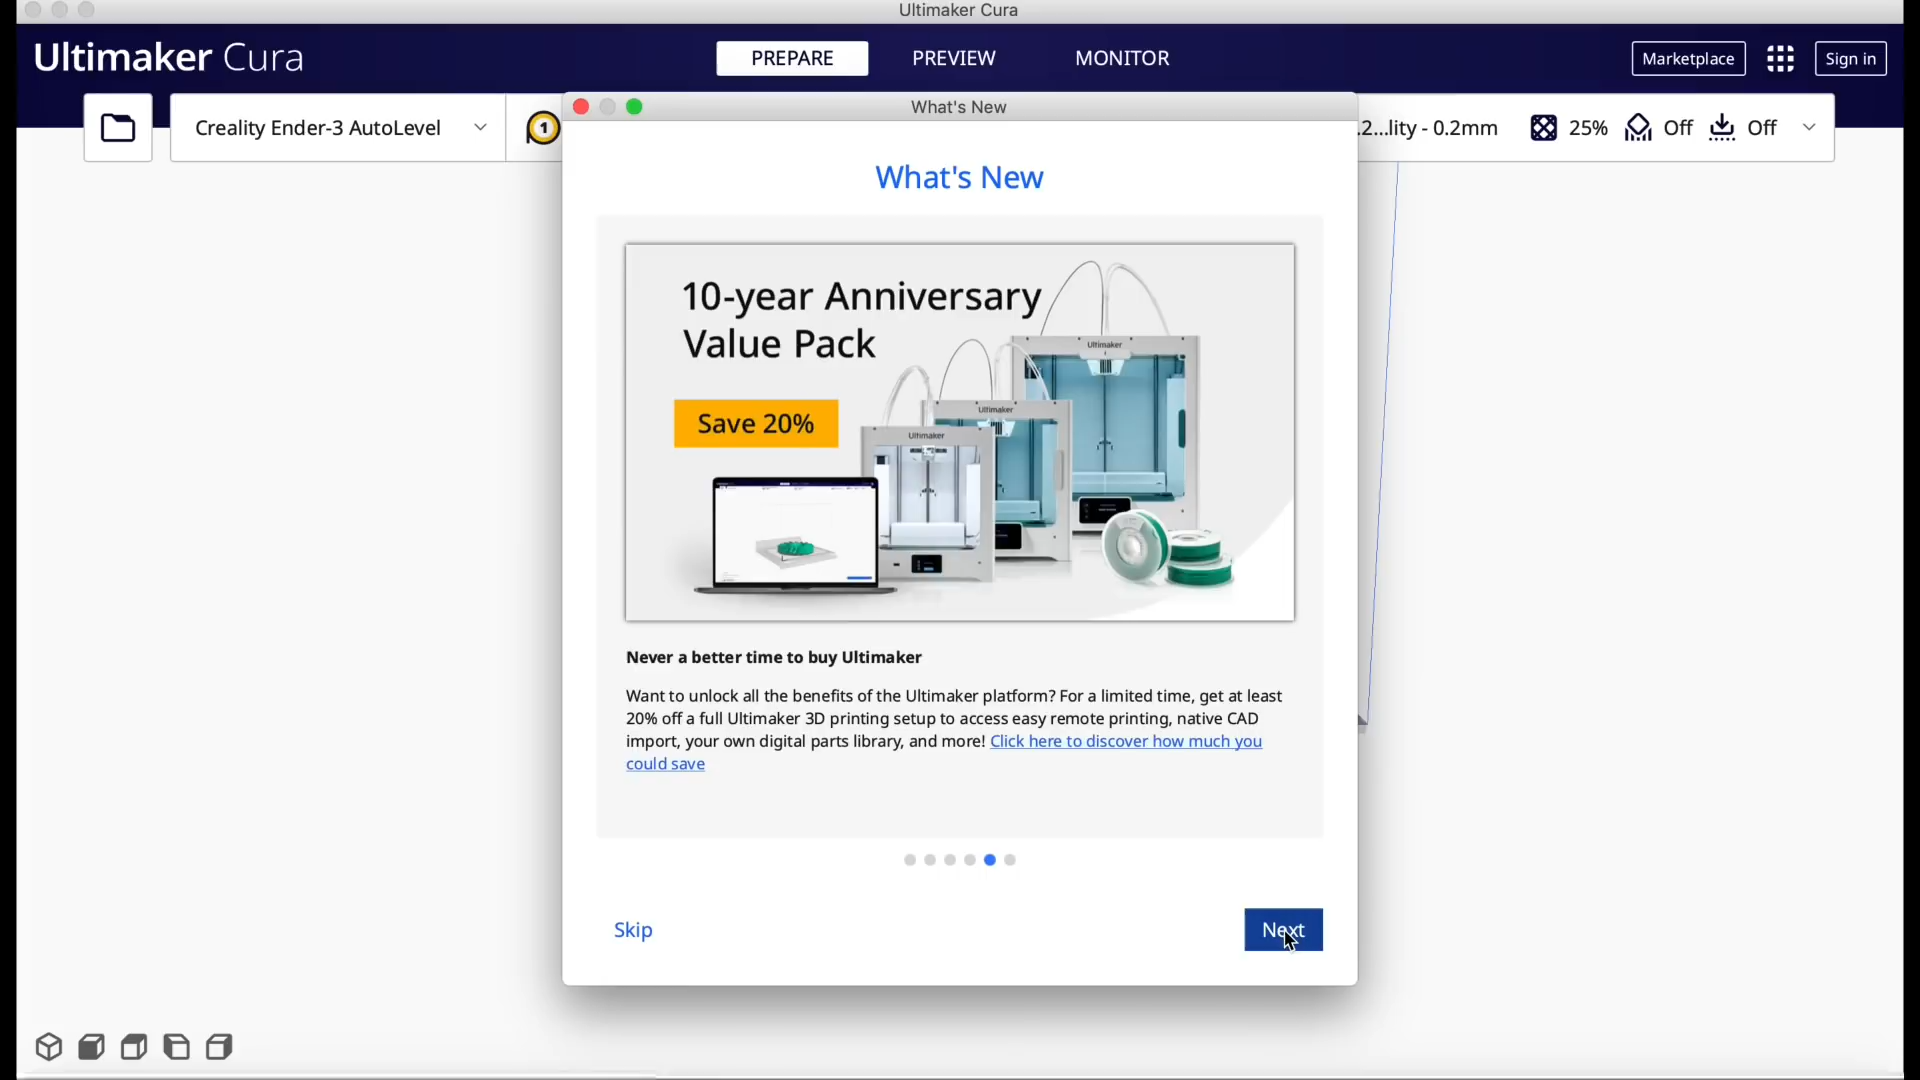 Ultimaker Cura
Ultimaker Cura
PREPARE
PREVIEW
MONITOR
Marketplace
Sign in
Creality Ender-3 AutoLevel
1
What's New
.2...lity - 0.2mm
25%
Off
Off
What's New
10-year Anniversary
Value Pack
Save 20%
Ultimaker
Ultimaker
Ultimaker
Never a better time to buy Ultimaker
Want to unlock all the benefits of the Ultimaker platform? For a limited time, get at least
20% off a full Ultimaker 3D printing setup to access easy remote printing, native CAD
import, your own digital parts library, and more! Click here to discover how much you
could save
Skip
Next